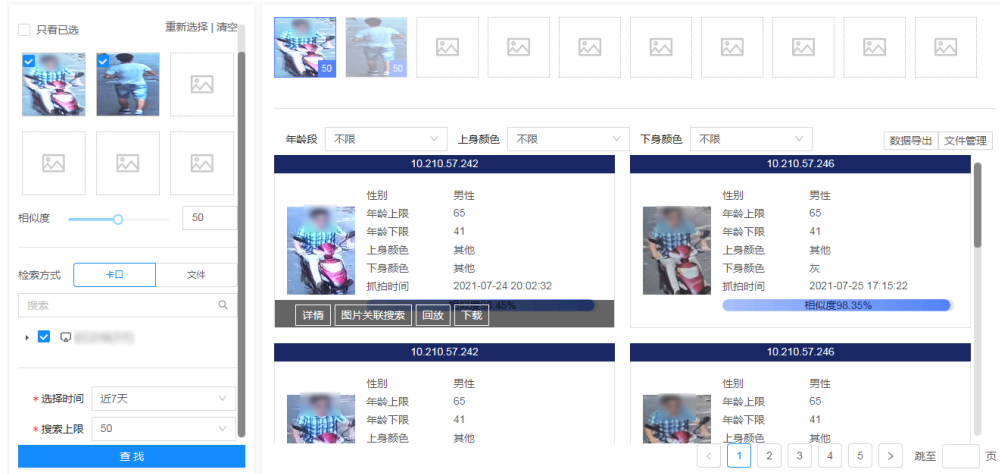 只看已选
重新选择 | 清空
相似度
50
检索方式
卡口
文件
搜索
* 选择时间
近7天
* 搜索上限
50
查 找
50
50
年龄段
不限
上身颜色
不限
下身颜色
不限
数据导出
文件管理
10.210.57.242
性别 男性
年龄上限 65
年龄下限 41
上身颜色 其他
下身颜色 其他
抓拍时间 2021-07-24 20:02:32
.45%
详情
图片关联搜索
回放
下载
10.210.57.246
性别 男性
年龄上限 65
年龄下限 41
上身颜色 其他
下身颜色 灰
抓拍时间 2021-07-25 17:15:22
相似度98.35%
10.210.57.242
性别 男性
年龄上限 65
年龄下限 41
上身颜色 其他
10.210.57.246
性别 男性
年龄上限 65
年龄下限 41
上身颜色 其他
< 1 2 3 4 5 > 跳至 页